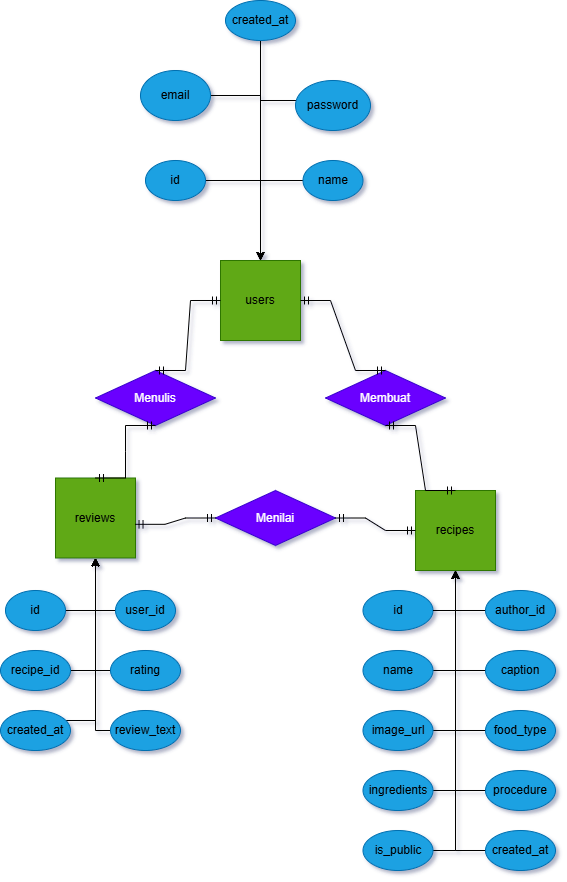 created_at
email
password
id
name
users
Menulis
Membuat
reviews
Menilai
recipes
id
user_id
recipe_id
rating
created_at
review_text
id
author_id
name
caption
image_url
food_type
ingredients
procedure
is_public
created_at